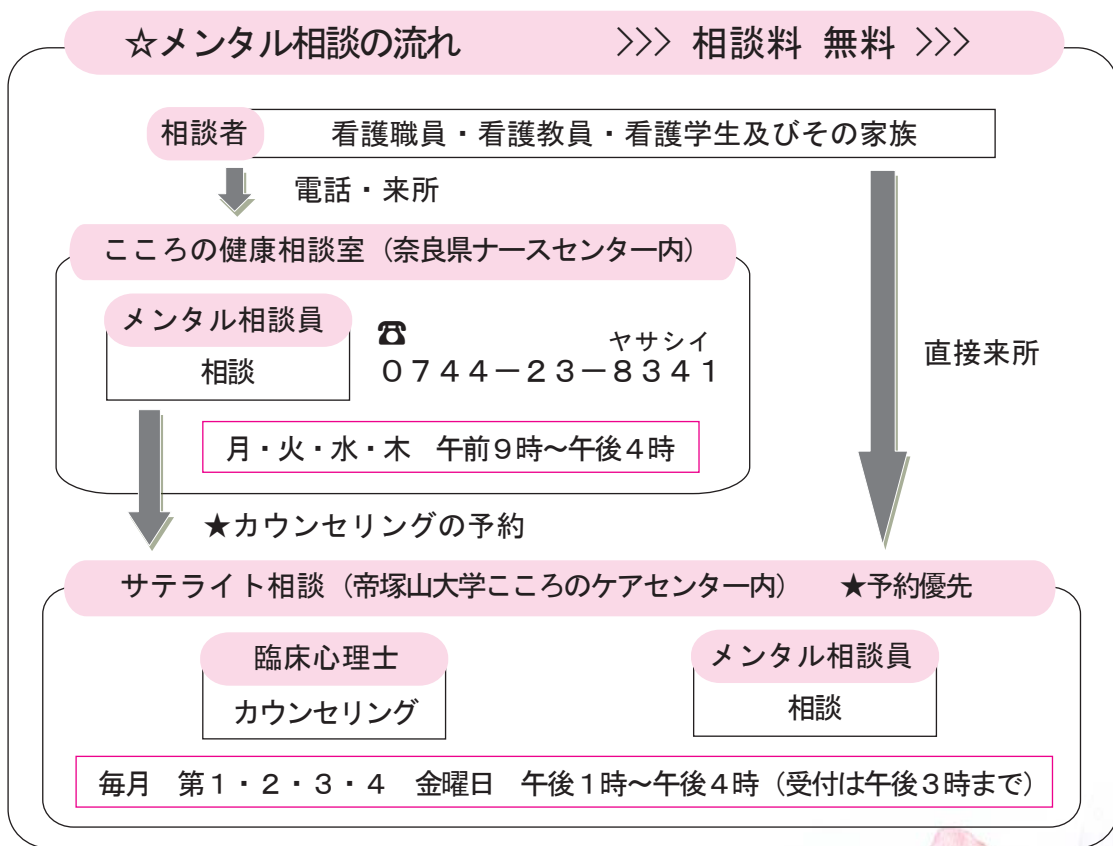 ☆メンタル相談の流れ >>> 相談料 無料 >>>
相談者 看護職員・看護教員・看護学生及びその家族
電話・来所
こころの健康相談室（奈良県ナースセンター内）
メンタル相談員
相談
☎ ヤサシイ
０７４４－２３－８３４１
直接来所
月・火・水・木　午前９時～午後４時
★カウンセリングの予約
サテライト相談（帝塚山大学こころのケアセンター内）　★予約優先
臨床心理士
カウンセリング
メンタル相談員
相談
毎月　第１・２・３・４　金曜日　午後１時～午後４時（受付は午後３時まで）